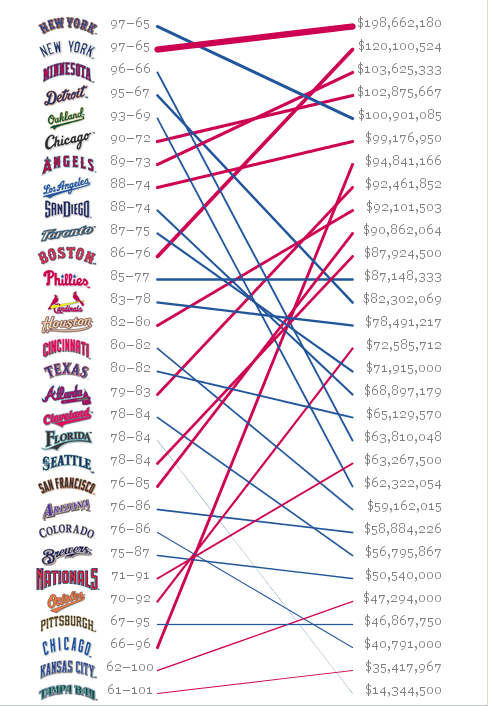 NEW YORK 97–65 $198,662,180
NEW YORK 97–65 $120,100,524
MINNESOTA 96–66 $103,625,333
Detroit 95–67 $102,875,667
Oakland 93–69 $100,901,085
Chicago 90–72 $99,176,950
ANGELS 89–73 $94,841,166
Los Angeles 88–74 $92,461,852
SAN DIEGO 88–74 $92,101,503
Toronto 87–75 $90,862,064
BOSTON 86–76 $87,924,500
Phillies 85–77 $87,148,333
Cardinals 83–78 $82,302,069
Houston 82–80 $78,491,217
CINCINNATI 80–82 $72,585,712
TEXAS 80–82 $71,915,000
Atlanta 79–83 $68,897,179
Cleveland 78–84 $65,129,570
FLORIDA 78–84 $63,810,048
SEATTLE 78–84 $63,267,500
SAN FRANCISCO 76–85 $62,322,054
ARIZONA 76–86 $59,162,015
COLORADO 76–86 $58,884,226
Brewers 75–87 $56,795,867
NATIONALS 71–91 $50,540,000
Orioles 70–92 $47,294,000
PITTSBURGH 67–95 $46,867,750
CHICAGO 66–96 $40,791,000
KANSAS CITY 62–100 $35,417,967
TAMPA BAY 61–101 $14,344,500